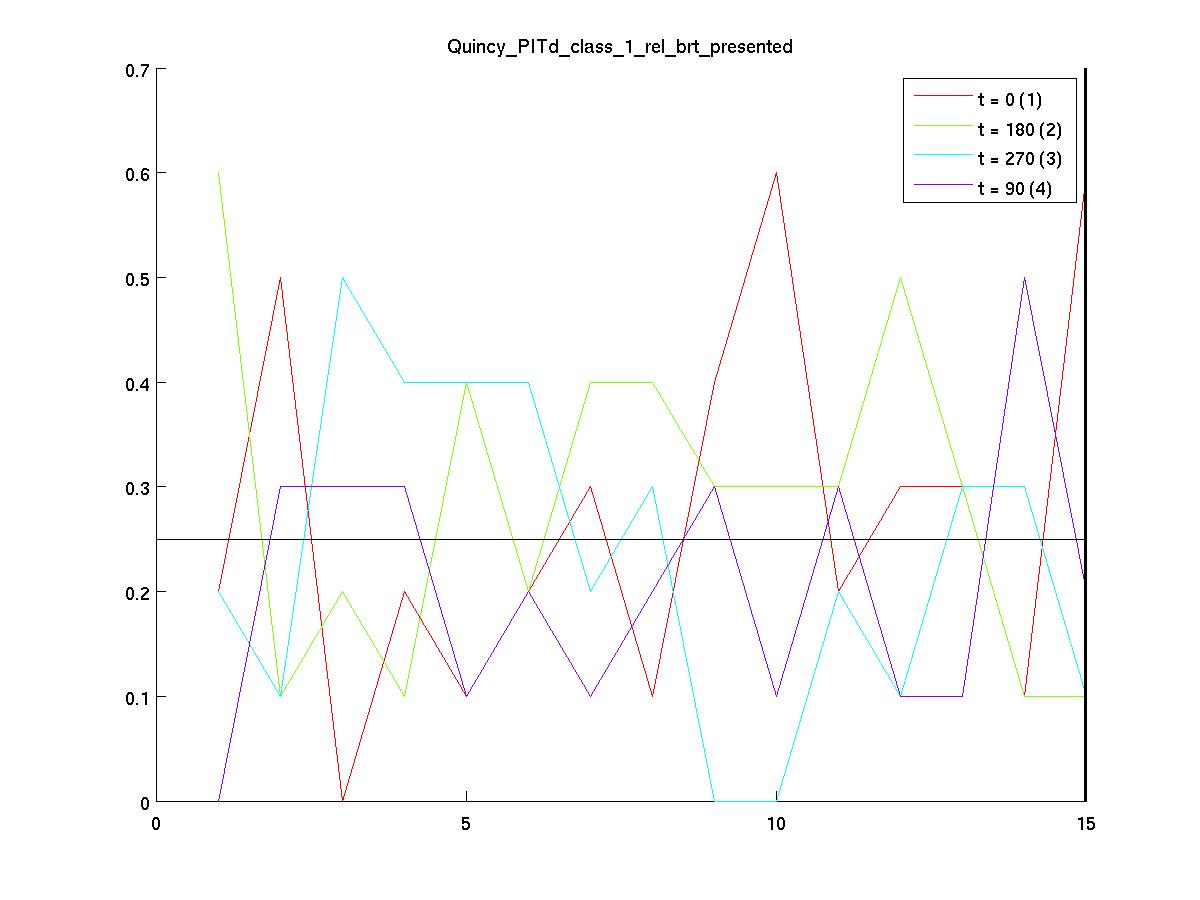 Quincy_PITd_class_1_rel_brt_presented
0.7
0.6
0.5
0.4
0.3
0.2
0.1
0
t = 0 (1)
t = 180 (2)
t = 270 (3)
t = 90 (4)
0 5 10 15